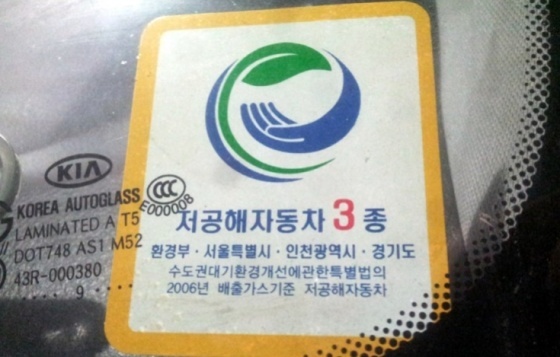 KIA
KOREA AUTOGLASS
CCC
E000008
LAMINATED A T5
DOT748 AS1 M52
43R-000380
9
저공해자동차 3 종
환경부 · 서울특별시 · 인천광역시 · 경기도
수도권대기환경개선에관한특별법의
2006년 배출가스기준 저공해자동차